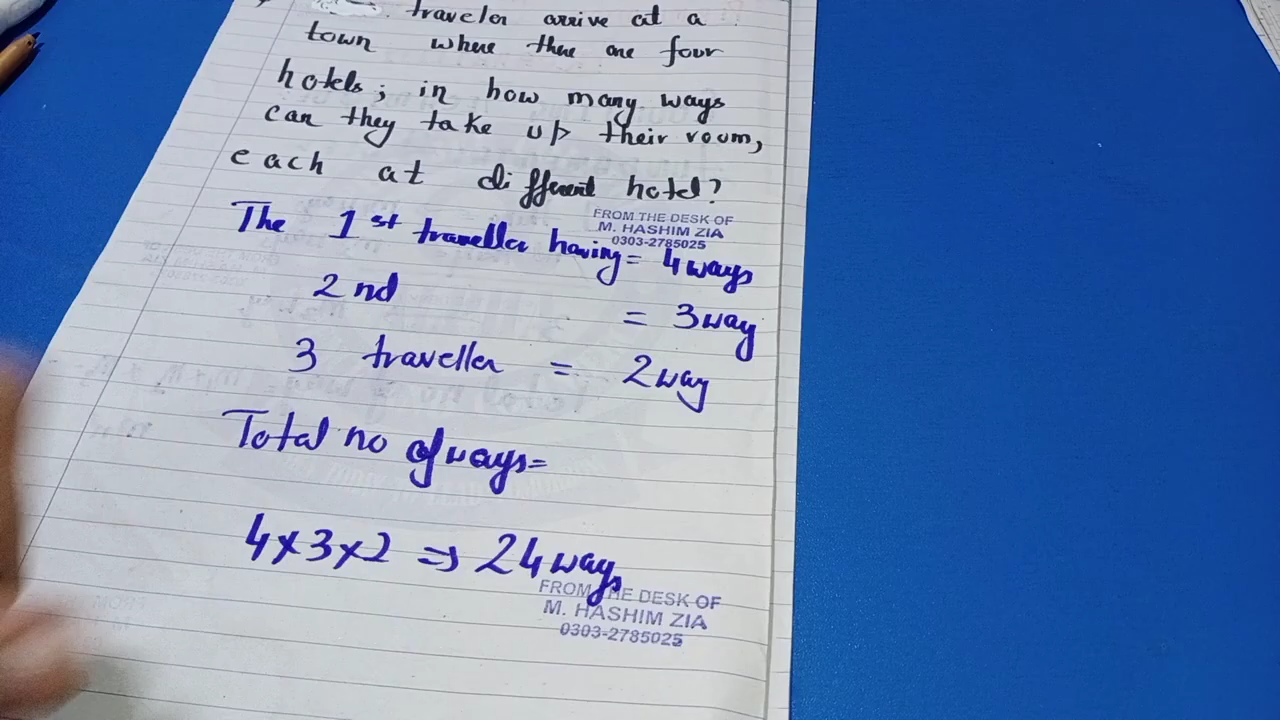 traveler arrive at a
town where there are four
hotels; in how many ways
can they take up their room,
each at different hotel?
FROM THE DESK OF
M. HASHIM ZIA
0303-2785025
The 1st traveller having = 4 ways
2nd = 3 way
3 traveller = 2 way
Total no of ways=
4×3×2 => 24 ways
FROM THE DESK OF
M. HASHIM ZIA
0303-2785025